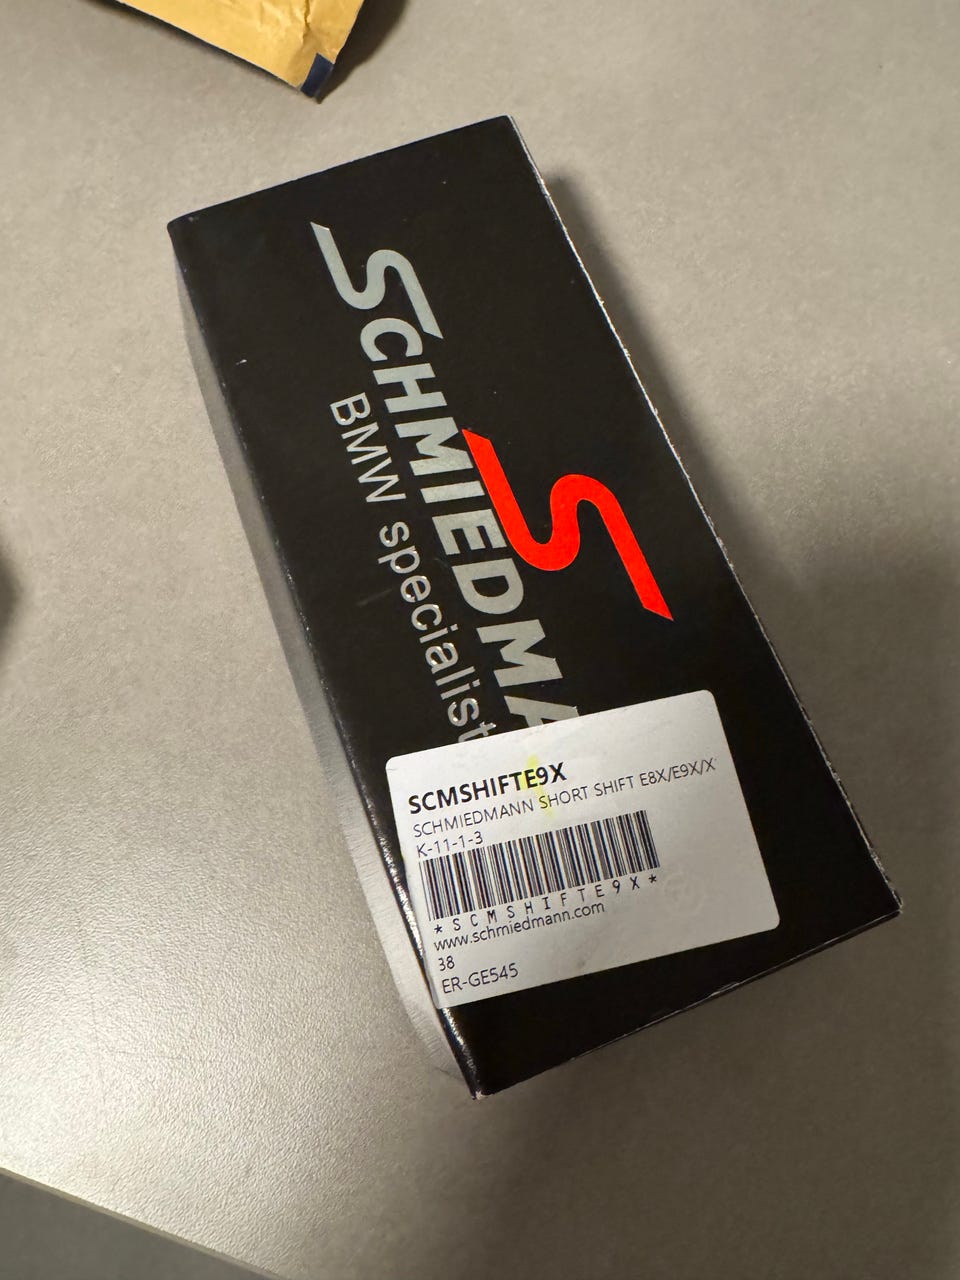 SCHMIEDMA
BMW specialist
S
SCMSHIFTE9X
SCHMIEDMANN SHORT SHIFT E8X/E9X/X
K-11-1-3
*SCMSHIFTE9X*
www.schmiedmann.com
38
ER-GE545